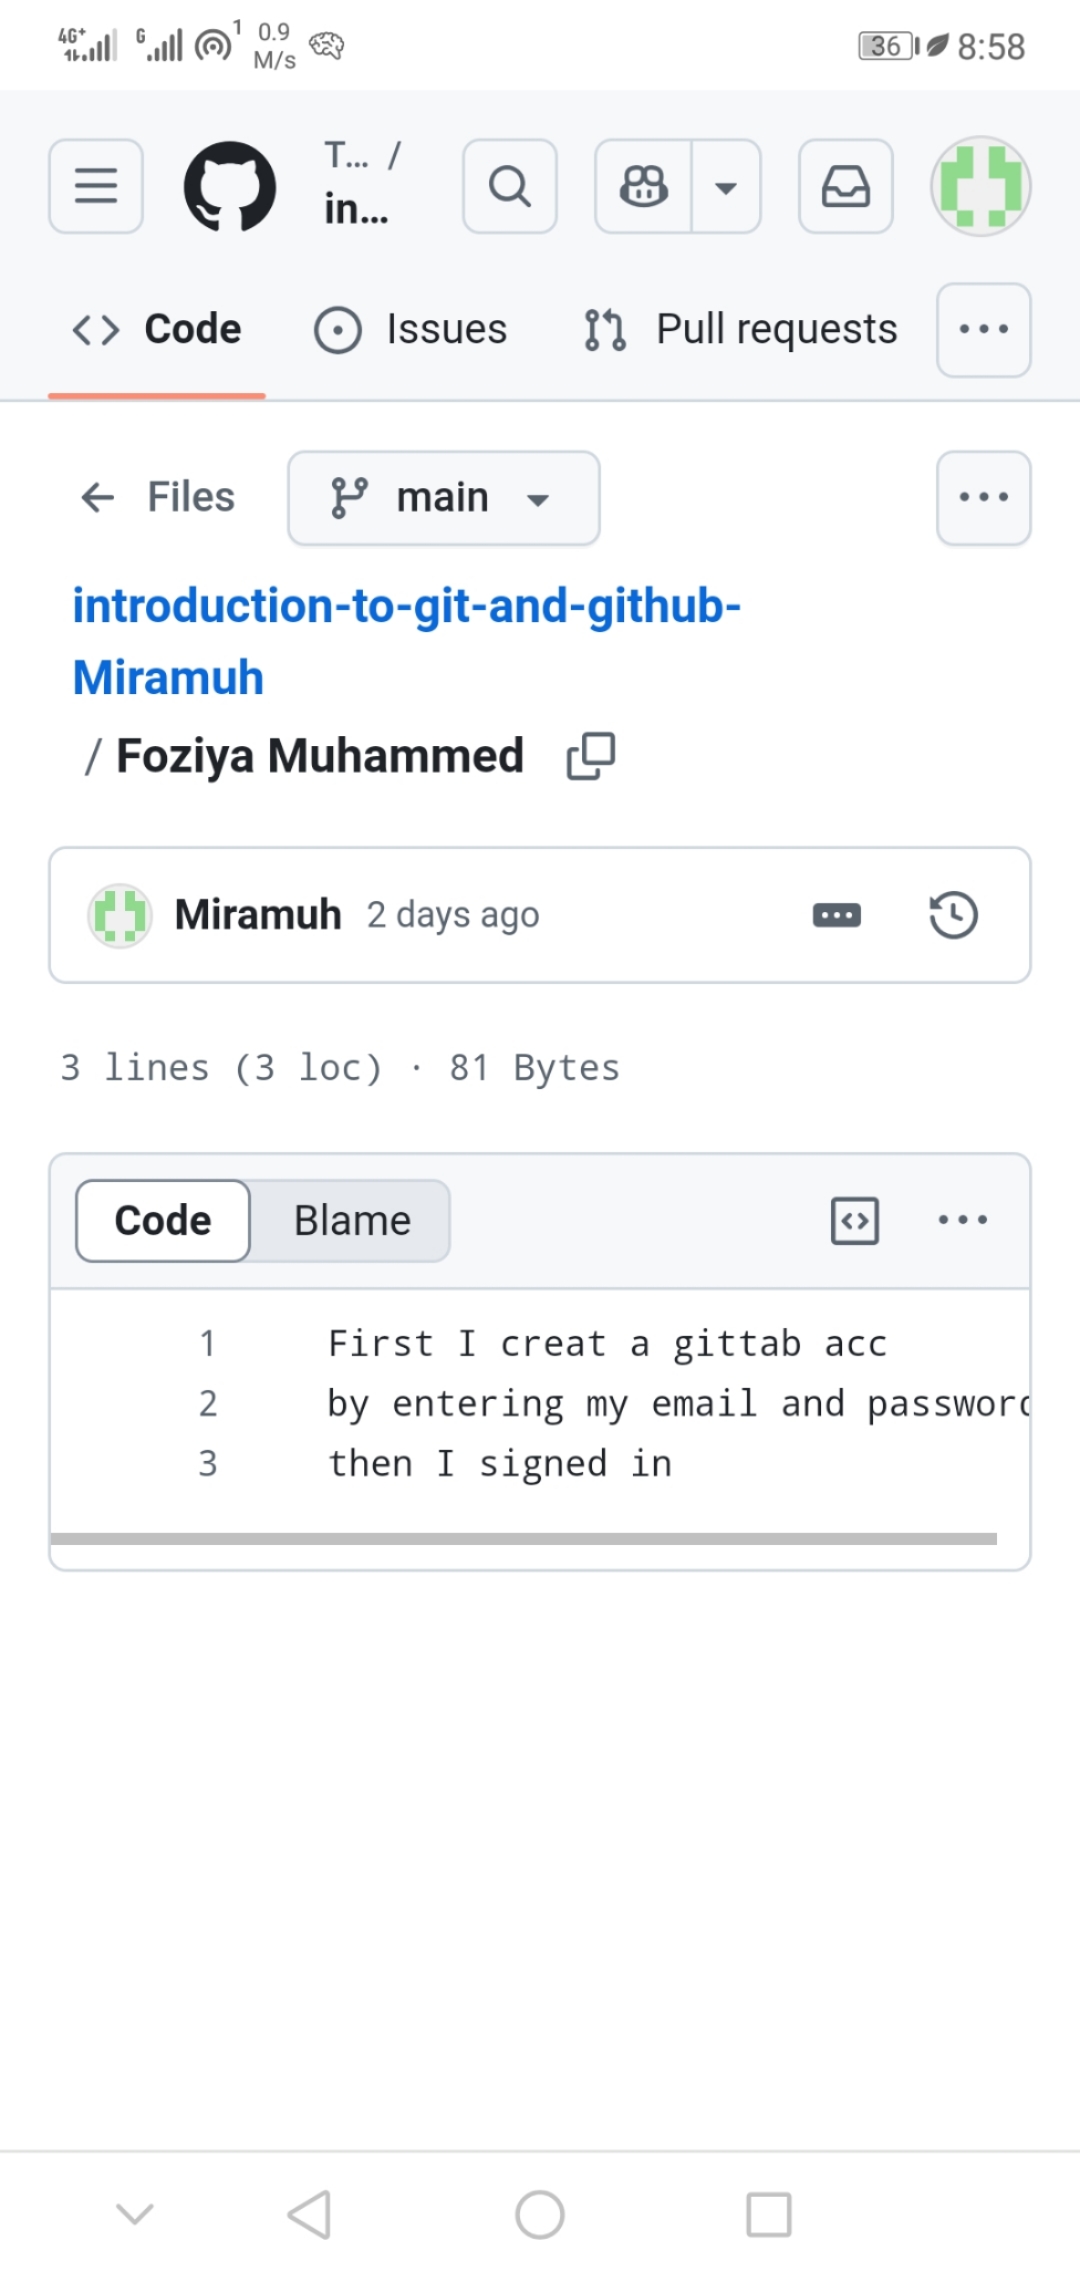 4G+ G 1 0.9 M/s 36 8:58
T... /
in...
Code Issues Pull requests
Files main
introduction-to-git-and-github-
Miramuh
/ Foziya Muhammed
Miramuh 2 days ago
3 lines (3 loc) · 81 Bytes
Code Blame
1 First I creat a gittab acc
2 by entering my email and password
3 then I signed in